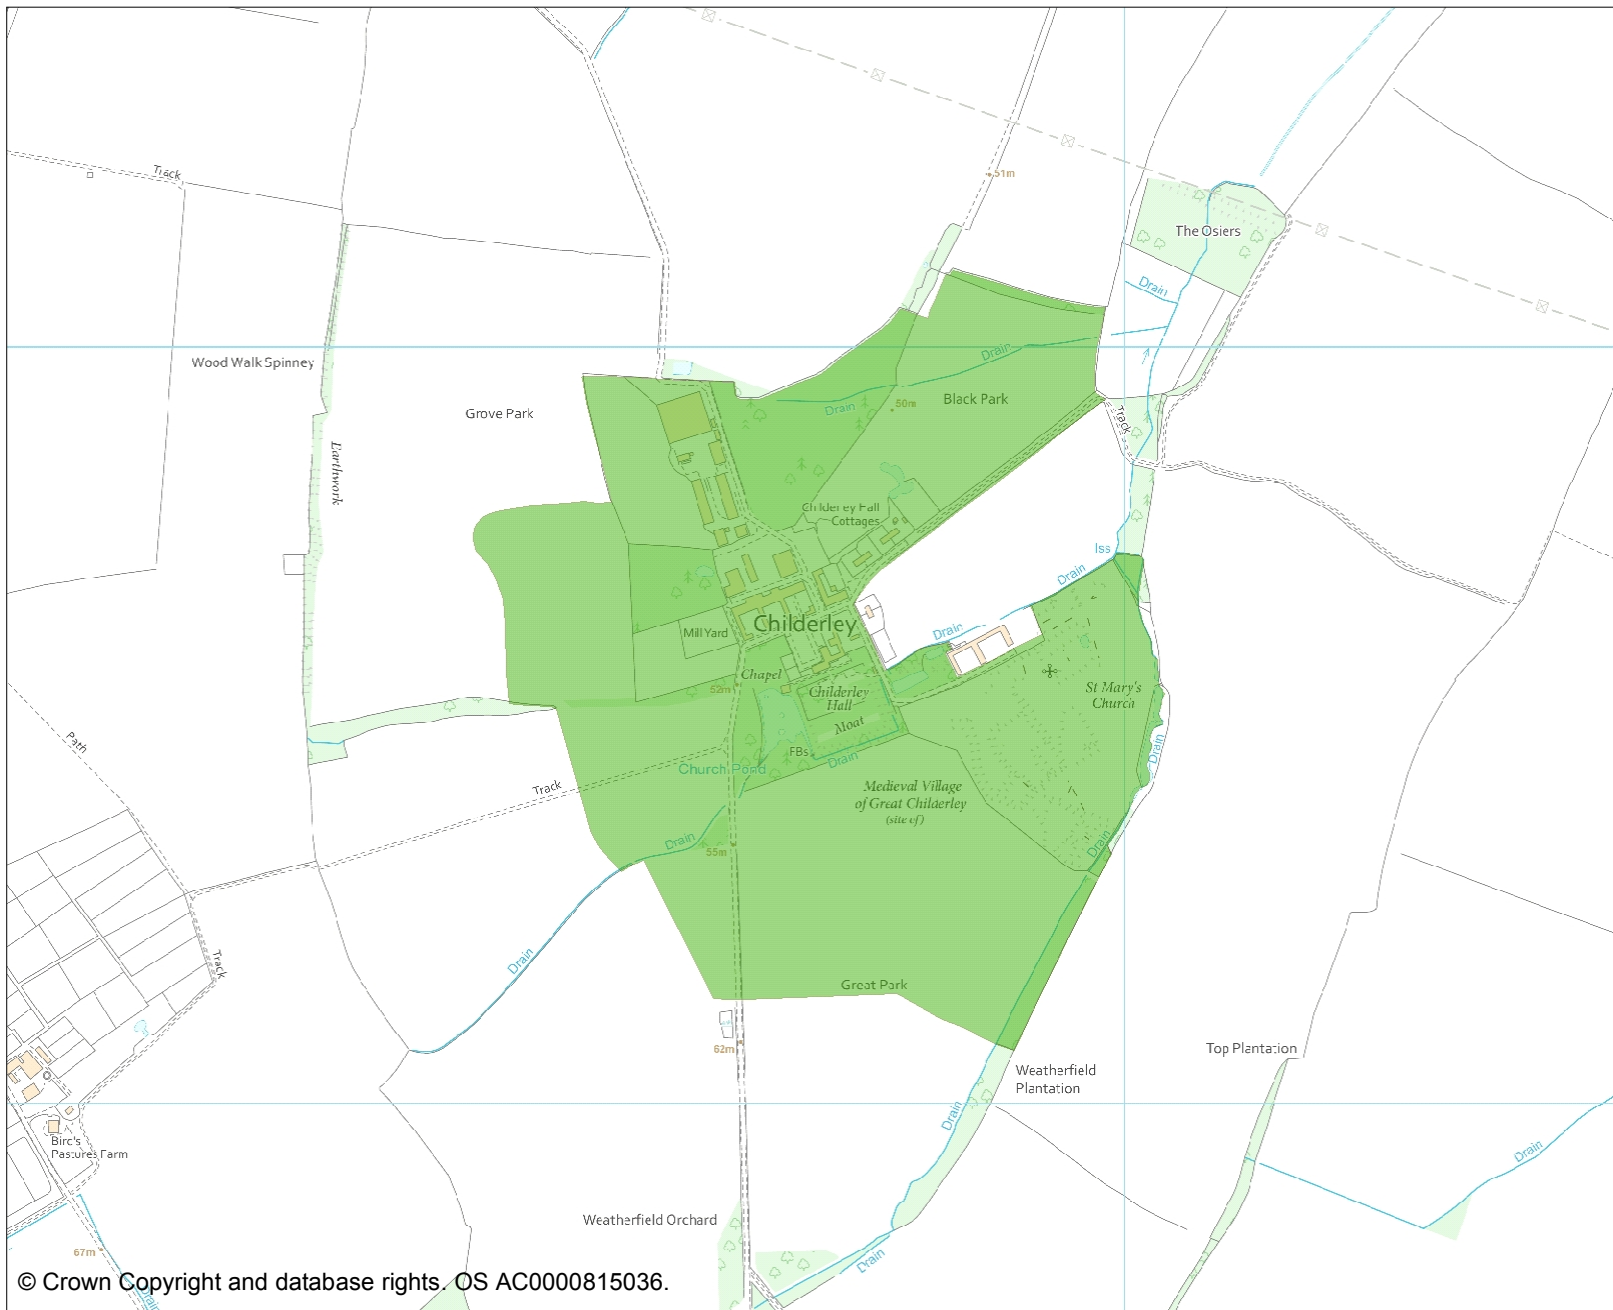 Track
51m
The Osiers
Drain
Wood Walk Spinney
Drain
Grove Park
Drain
50m
Black Park
Track
Earthwork
Childerley Hall
Cottages
Iss
Drain
Childerley
Mill Yard
Drain
Chapel
52m
Childerley
Hall
St Mary's
Church
Moat
Path
FBs
Drain
Drain
Church Pond
Track
Medieval Village
of Great Childerley
(site of)
Drain
55m
Drain
Drain
Track
Great Park
62m
Top Plantation
Weatherfield
Plantation
Drain
Birc's
Pastures Farm
Drain
Weatherfield Orchard
67m
Drain
© Crown Copyright and database rights. OS AC0000815036.
Drain